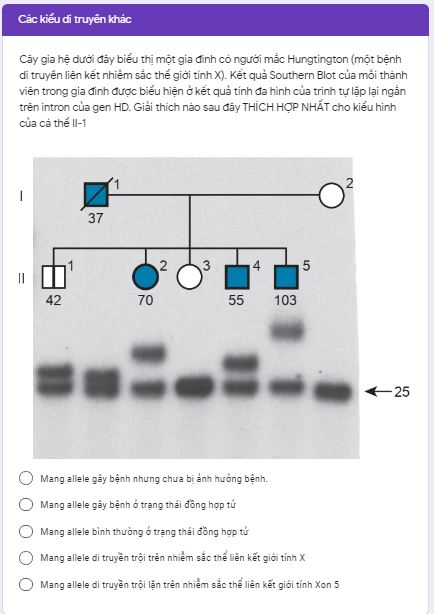 Các kiểu di truyền khác
Cây gia hệ dưới đây biểu thị một gia đình có người mắc Hungtington (một bệnh
di truyền liên kết nhiễm sắc thể giới tính X). Kết quả Southern Blot của mỗi thành
viên trong gia đình được biểu hiện ở kết quả tính đa hình của trình tự lặp lại ngắn
trên intron của gen HD. Giải thích nào sau đây THÍCH HỢP NHẤT cho kiểu hình
của cá thể II-1
I
1
2
37
II
1
2
3
4
5
42
70
55
103
25
Mang allele gây bệnh nhưng chưa bị ảnh hưởng bệnh.
Mang allele gây bệnh ở trạng thái đồng hợp tử
Mang allele bình thường ở trạng thái đồng hợp tử
Mang allele di truyền trội trên nhiễm sắc thể liên kết giới tính X
Mang allele di truyền trội lặn trên nhiễm sắc thể liên kết giới tính Xon 5